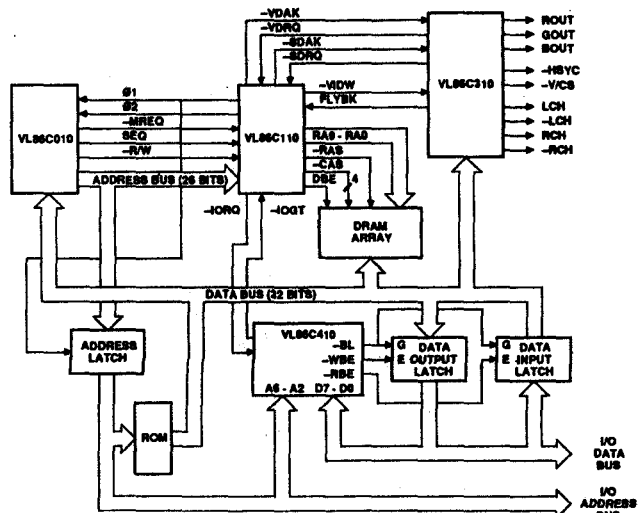 -VDAK
-VDRQ
-SDAK
-SDRQ
ROUT
GOUT
BOUT
-HSYC
-V/CS
LCH
-LCH
RCH
-RCH
VL86C310
Ø1
Ø2
-MREQ
SEQ
-R/W
VL86C010
VL86C110
-VIDW
FLYBK
RA9 - RA0
-RAS
-CAS
DBE
4
ADDRESS BUS (26 BITS)
-IORQ
-IOGT
DRAM
ARRAY
DATA BUS (32 BITS)
ADDRESS
LATCH
VL86C410
-BL
-WBE
-RBE
A6 - A2 D7 - D0
G
E
DATA
OUTPUT
LATCH
G
E
DATA
INPUT
LATCH
ROM
I/O
DATA
BUS
I/O
ADDRESS